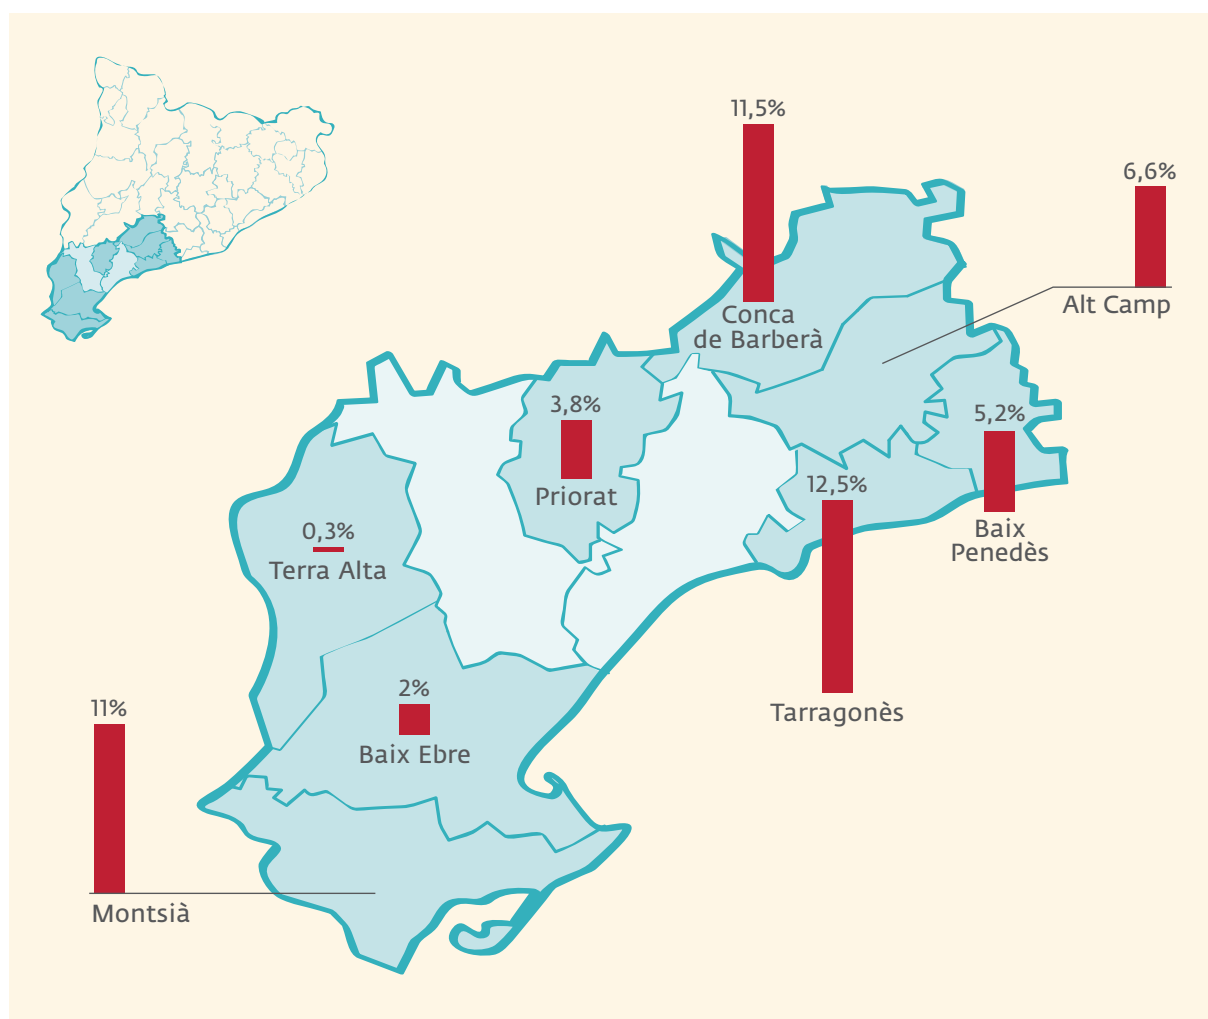 11,5%
Conca
de Barberà
6,6%
Alt Camp
3,8%
Priorat
5,2%
Baix
Penedès
12,5%
Tarragonès
0,3%
Terra Alta
2%
Baix Ebre
11%
Montsià